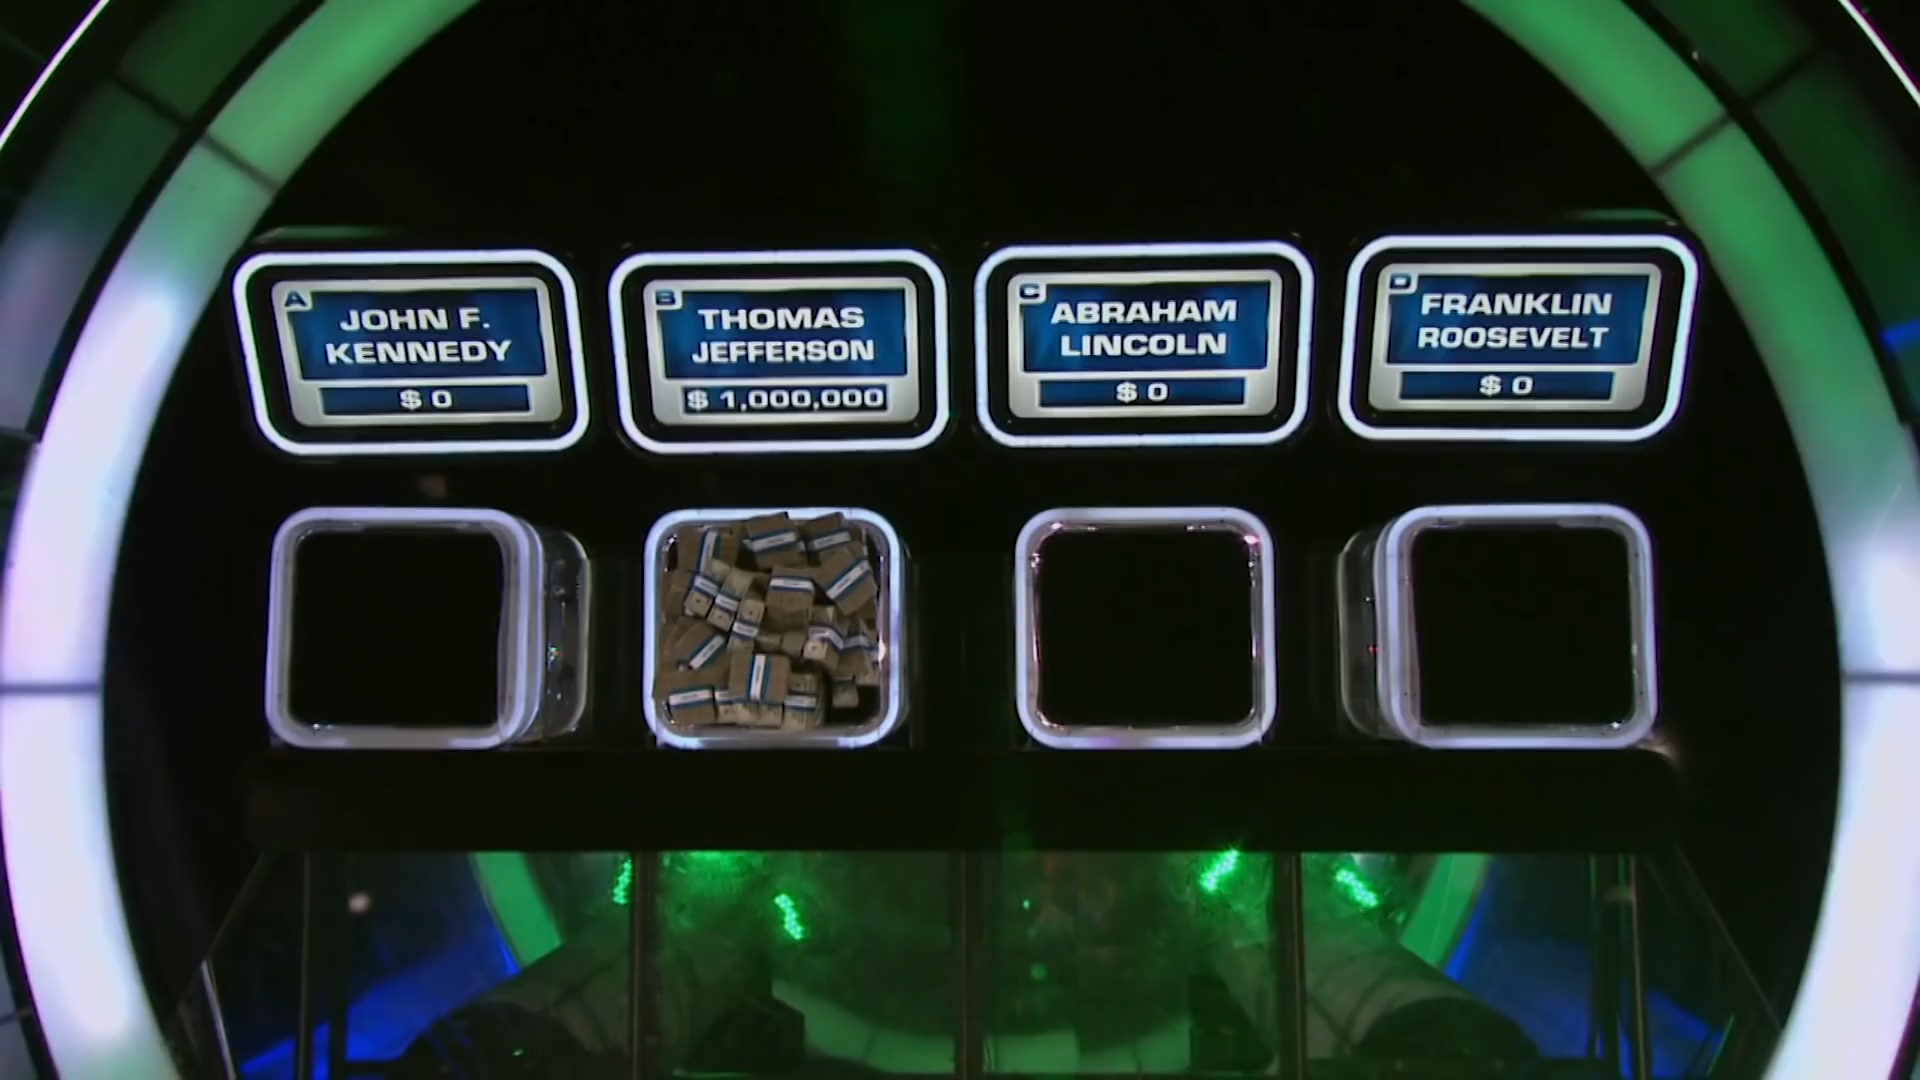 A
JOHN F.
KENNEDY
$ 0
B
THOMAS
JEFFERSON
$ 1,000,000
C
ABRAHAM
LINCOLN
$ 0
D
FRANKLIN
ROOSEVELT
$ 0